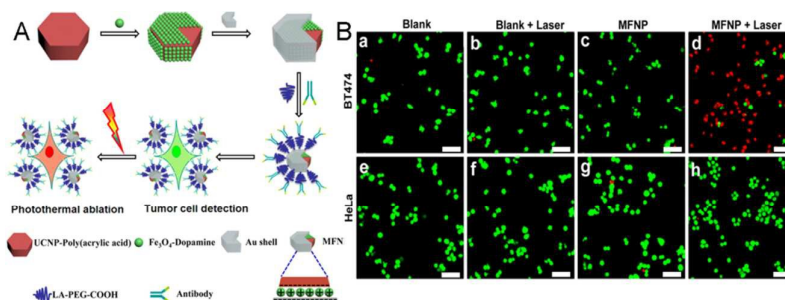 A
B
Blank
Blank + Laser
MFNP
MFNP + Laser
a
b
c
d
BT474
e
f
g
h
HeLa
Photothermal ablation
Tumor cell detection
UCNP-Poly(acrylic acid)
Fe₃O₄-Dopamine
Au shell
MFN
LA-PEG-COOH
Antibody